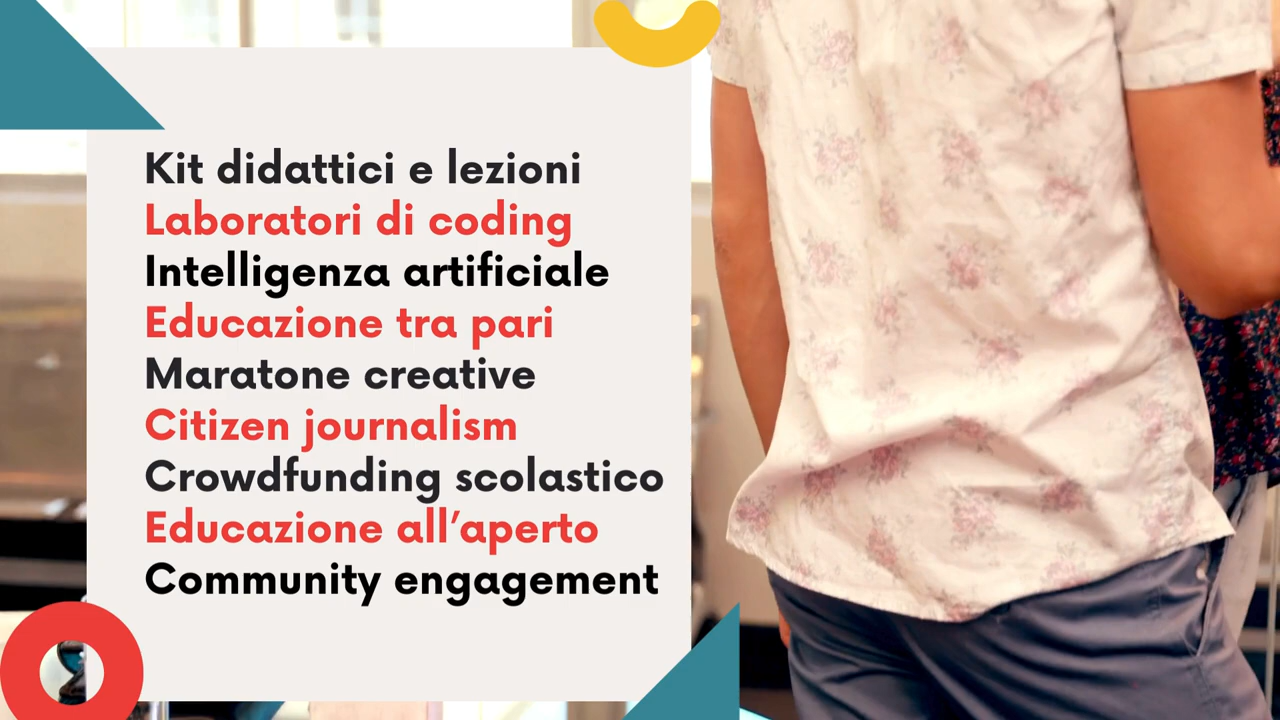 Kit didattici e lezioni
Laboratori di coding
Intelligenza artificiale
Educazione tra pari
Maratone creative
Citizen journalism
Crowdfunding scolastico
Educazione all’aperto
Community engagement